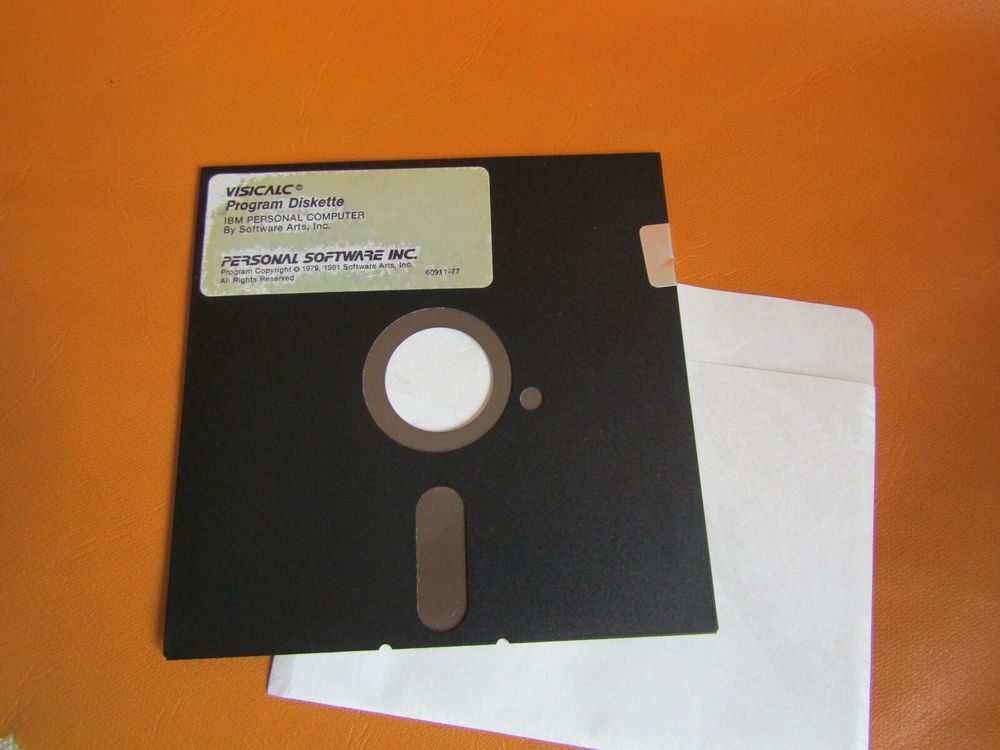 VISICALC®
Program Diskette
IBM PERSONAL COMPUTER
By Software Arts, Inc.
PERSONAL SOFTWARE INC.
Program Copyright © 1979, 1981 Software Arts, Inc.
All Rights Reserved
60911-77